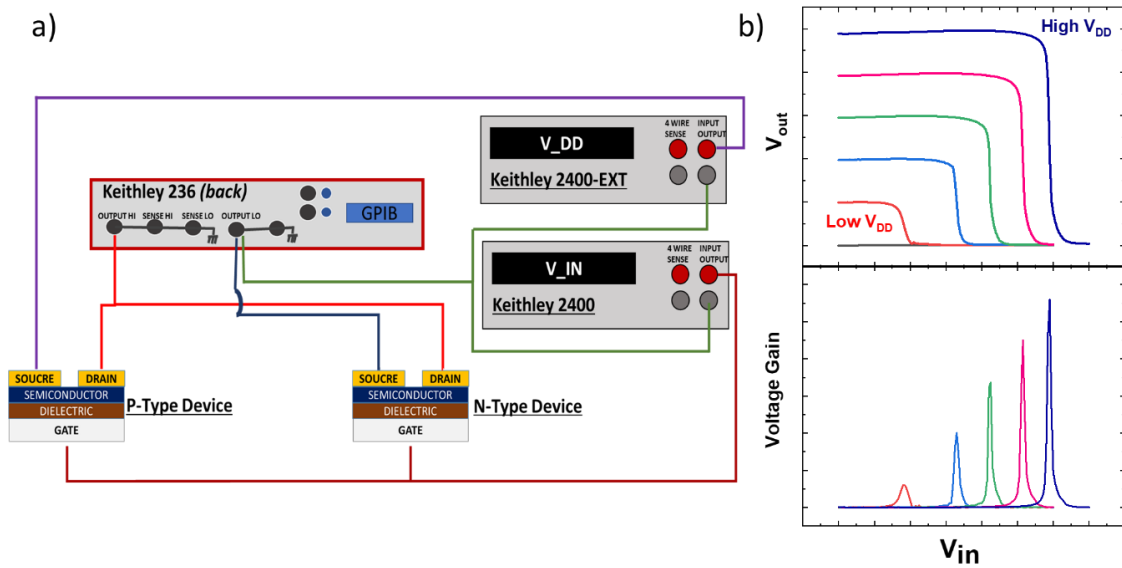 a)
Keithley 236 (back)
OUTPUT HI
SENSE HI
SENSE LO
OUTPUT LO
GPIB
V_DD
4 WIRE
SENSE
INPUT
OUTPUT
Keithley 2400-EXT
V_IN
4 WIRE
SENSE
INPUT
OUTPUT
Keithley 2400
SOUCRE
DRAIN
SEMICONDUCTOR
DIELECTRIC
GATE
P-Type Device
SOUCRE
DRAIN
SEMICONDUCTOR
DIELECTRIC
GATE
N-Type Device
b)
High VDD
Vout
Low VDD
Voltage Gain
Vin